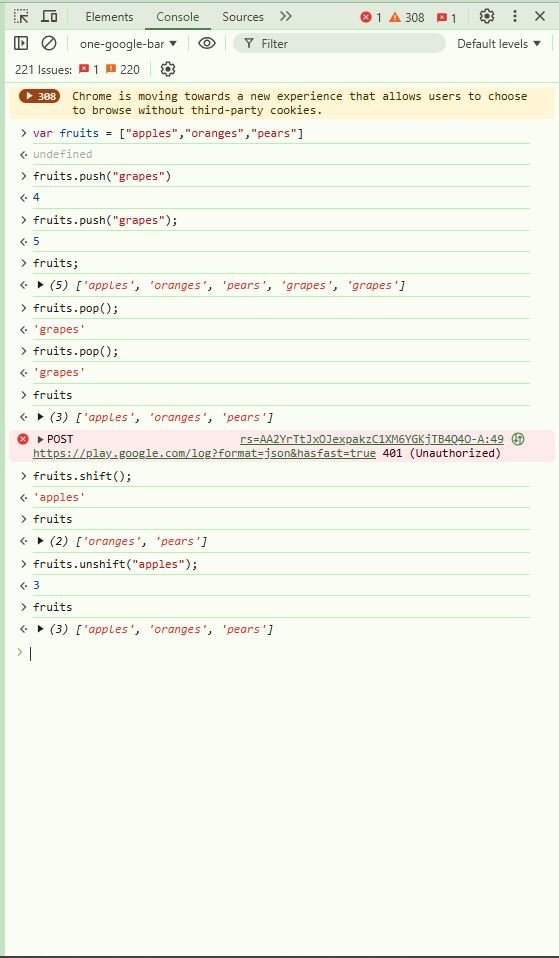 Elements Console Sources 1 308 1
one-google-bar Filter Default levels
221 Issues: 1 220
308 Chrome is moving towards a new experience that allows users to choose
to browse without third-party cookies.
var fruits = ["apples","oranges","pears"]
undefined
fruits.push("grapes")
4
fruits.push("grapes");
5
fruits;
(5) ['apples', 'oranges', 'pears', 'grapes', 'grapes']
fruits.pop();
'grapes'
fruits.pop();
'grapes'
fruits
(3) ['apples', 'oranges', 'pears']
POST rs=AA2YrTtJxOJexpakzC1XM6YGKjTB4Q4O-A:49
https://play.google.com/log?format=json&hasfast=true 401 (Unauthorized)
fruits.shift();
'apples'
fruits
(2) ['oranges', 'pears']
fruits.unshift("apples");
3
fruits
(3) ['apples', 'oranges', 'pears']